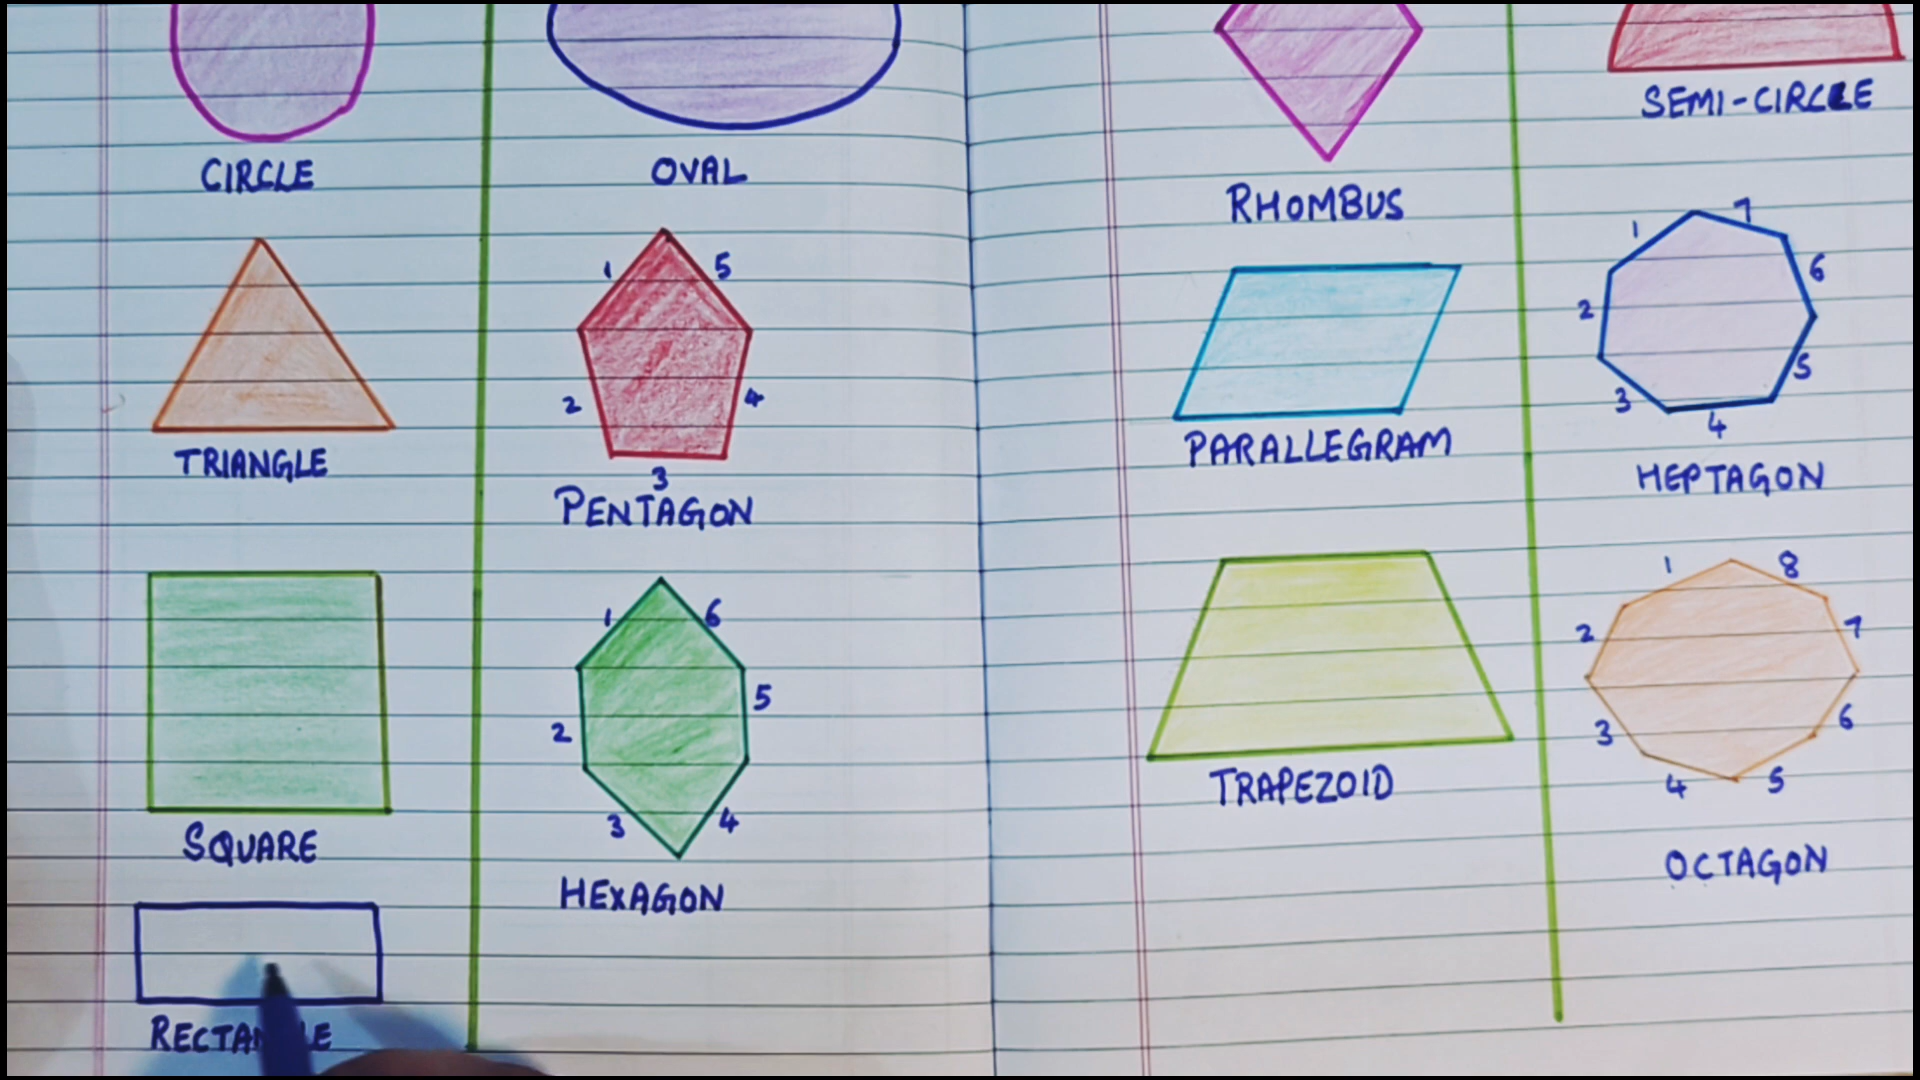 CIRCLE
OVAL
1
5
2
4
3
TRIANGLE
PENTAGON
1
6
5
2
3
4
SQUARE
HEXAGON
RHOMBUS
SEMI-CIRCLE
1
7
6
2
5
3
4
PARALLEGRAM
HEPTAGON
1
8
2
7
3
6
4
5
TRAPEZOID
OCTAGON